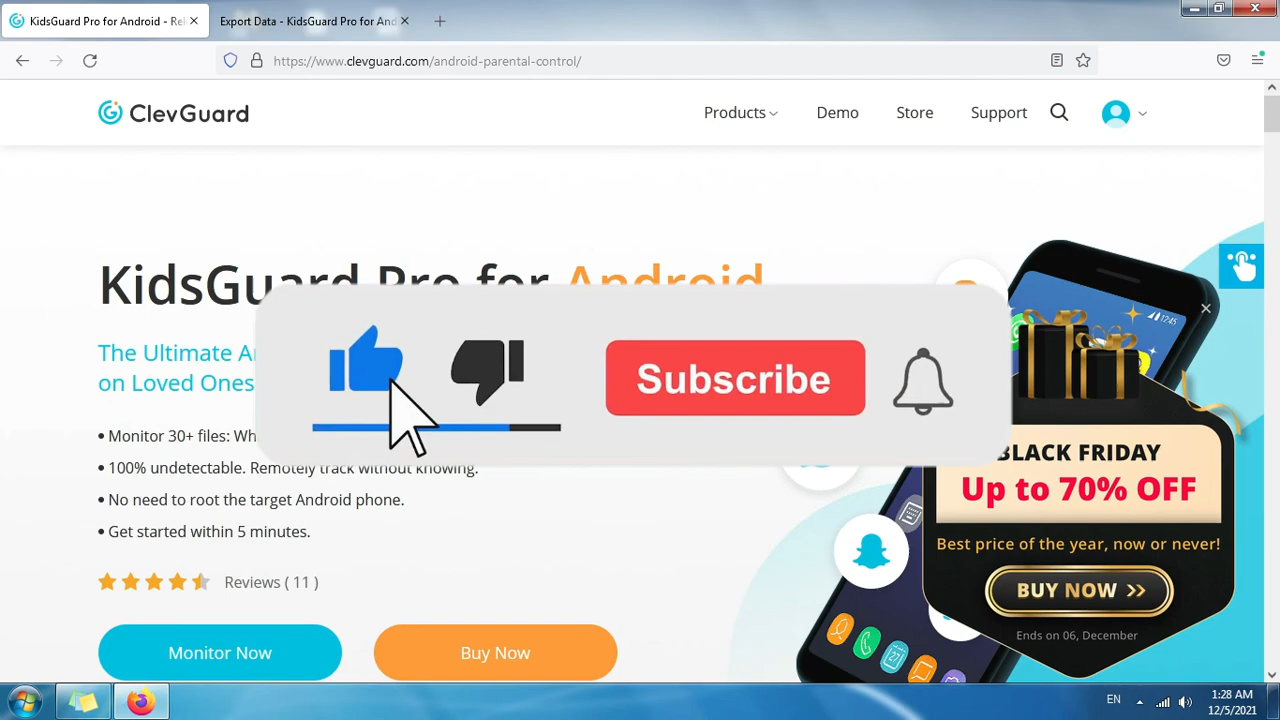 KidsGuard Pro for Android - Rel
Export Data - KidsGuard Pro for And
https://www.clevguard.com/android-parental-control/
ClevGuard
Products
Demo
Store
Support
KidsGuard Pro for Android
The Ultimate
on Loved Ones
• Monitor 30+ files:
• 100% undetectable. Remotely track without knowing.
• No need to root the target Android phone.
• Get started within 5 minutes.
Reviews ( 11 )
Monitor Now
Buy Now
Subscribe
12:45
BLACK FRIDAY
Up to 70% OFF
Best price of the year, now or never!
BUY NOW >>
Ends on 06, December
EN
1:28 AM
12/5/2021